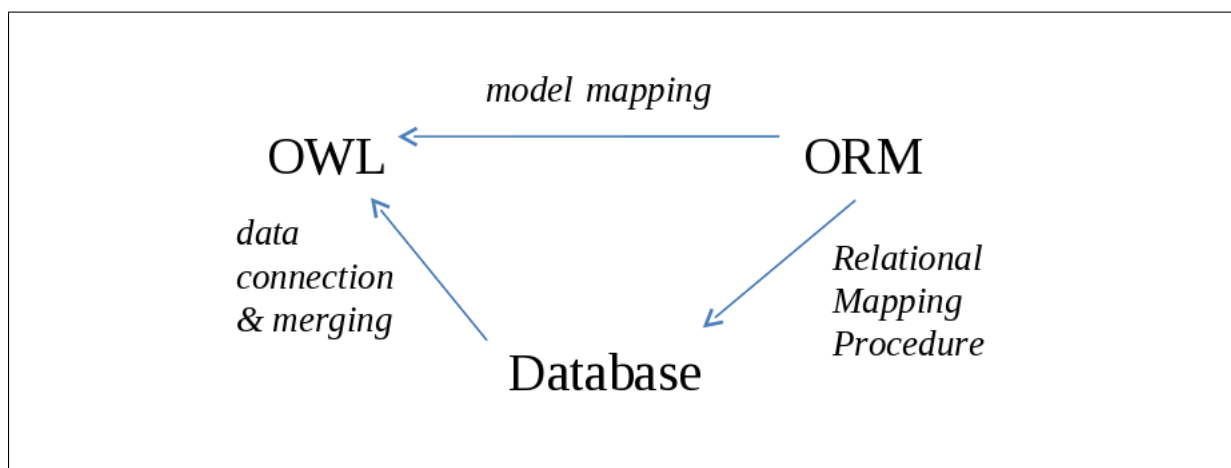 model mapping
OWL
ORM
data
connection
& merging
Relational
Mapping
Procedure
Database